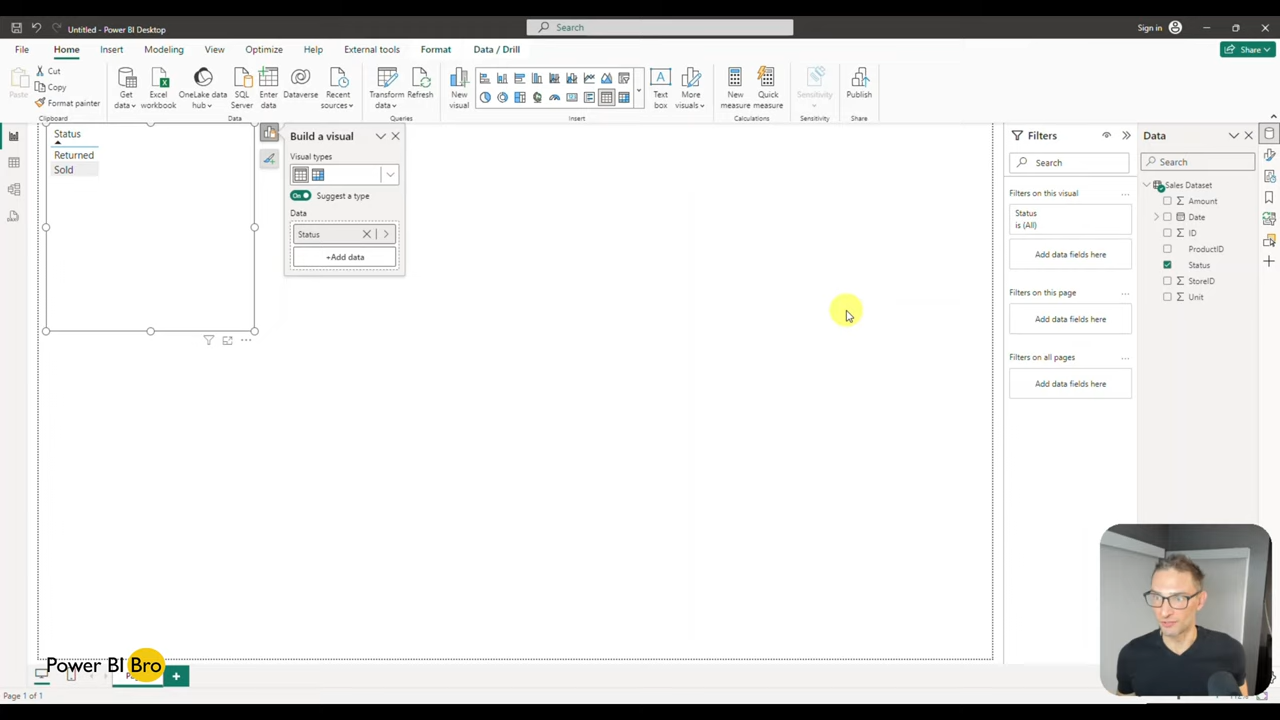 Untitled - Power BI Desktop
Search
Sign in
File
Home
Insert
Modeling
View
Optimize
Help
External tools
Format
Data / Drill
Share
Paste
Cut
Copy
Format painter
Clipboard
Get data
Excel workbook
OneLake data hub
SQL Server
Enter data
Dataverse
Recent sources
Data
Transform data
Refresh
Queries
New visual
Text box
More visuals
Insert
New measure
Quick measure
Calculations
Sensitivity
Sensitivity
Publish
Share
Status
Returned
Sold
Build a visual
Visual types
On
Suggest a type
Data
Status
+Add data
Filters
Search
Filters on this visual
Status
is (All)
Add data fields here
Filters on this page
Add data fields here
Filters on all pages
Add data fields here
Data
Search
Sales Dataset
Amount
Date
ID
ProductID
Status
StoreID
Unit
Power BI Bro
Page 1 of 1